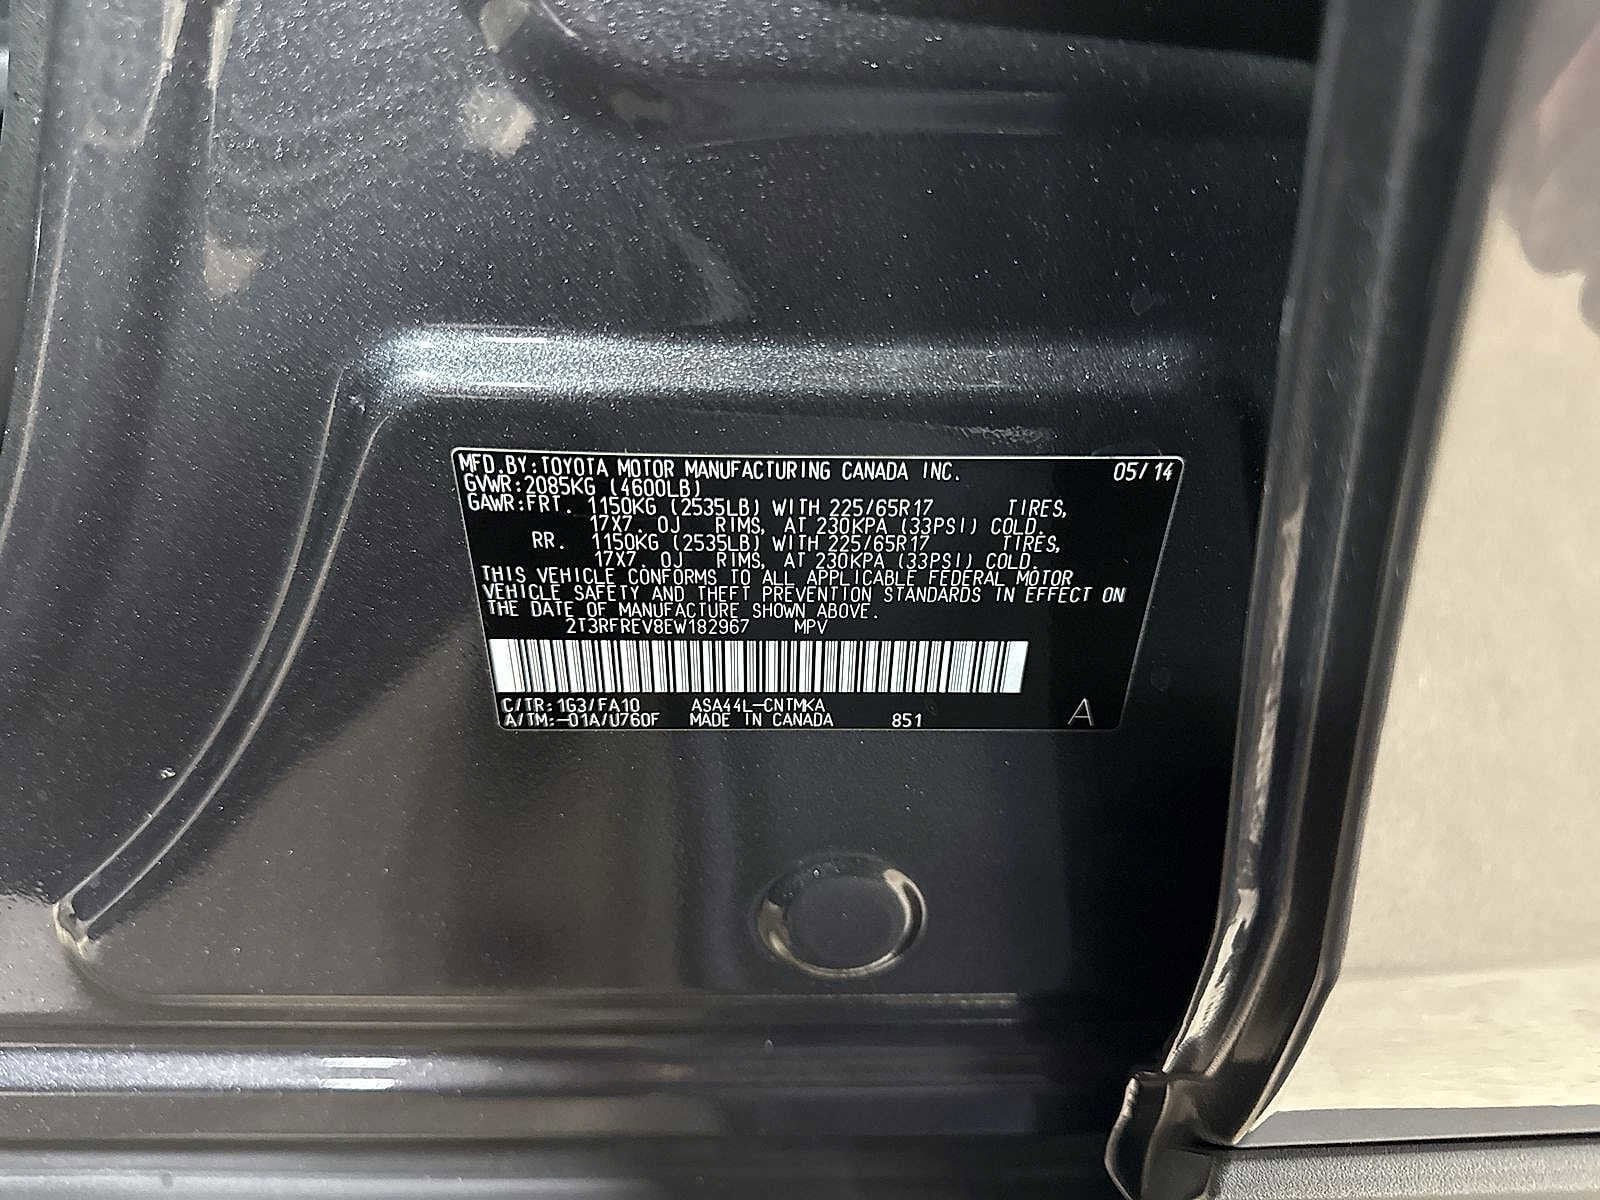 MFD.BY:TOYOTA MOTOR MANUFACTURING CANADA INC. 05/14
GVWR:2085KG (4600LB)
GAWR:FRT. 1150KG (2535LB) WITH 225/65R17 TIRES,
17X7.0J RIMS, AT 230KPA (33PSI) COLD.
RR. 1150KG (2535LB) WITH 225/65R17 TIRES,
17X7.0J RIMS, AT 230KPA (33PSI) COLD.
THIS VEHICLE CONFORMS TO ALL APPLICABLE FEDERAL MOTOR
VEHICLE SAFETY AND THEFT PREVENTION STANDARDS IN EFFECT ON
THE DATE OF MANUFACTURE SHOWN ABOVE.
2T3RFREV8EW182967 MPV
C/TR:1G3/FA10 ASA44L-CNTMKA
A/TM:-01A/U760F MADE IN CANADA 851 A